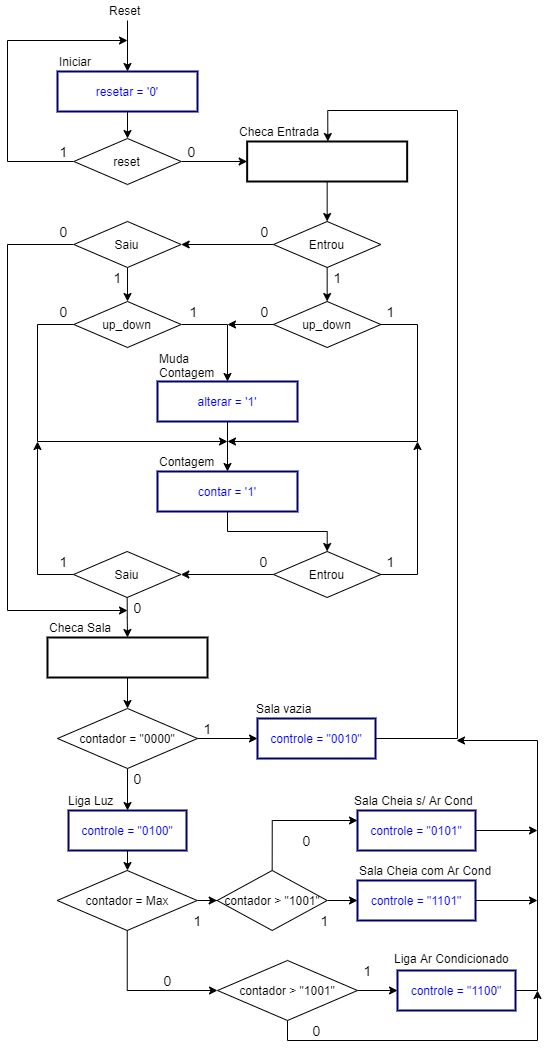 Reset
Iniciar
resetar = '0'
1
reset
0
Checa Entrada
0
Saiu
0
Entrou
1
1
0
up_down
1
0
up_down
1
Muda
Contagem
alterar = '1'
Contagem
contar = '1'
1
Saiu
0
Entrou
1
0
Checa Sala
contador = "0000"
1
Sala vazia
controle = "0010"
0
Liga Luz
controle = "0100"
Sala Cheia s/ Ar Cond
controle = "0101"
0
Sala Cheia com Ar Cond
contador = Max
1
contador > "1001"
1
controle = "1101"
0
contador > "1001"
1
Liga Ar Condicionado
controle = "1100"
0